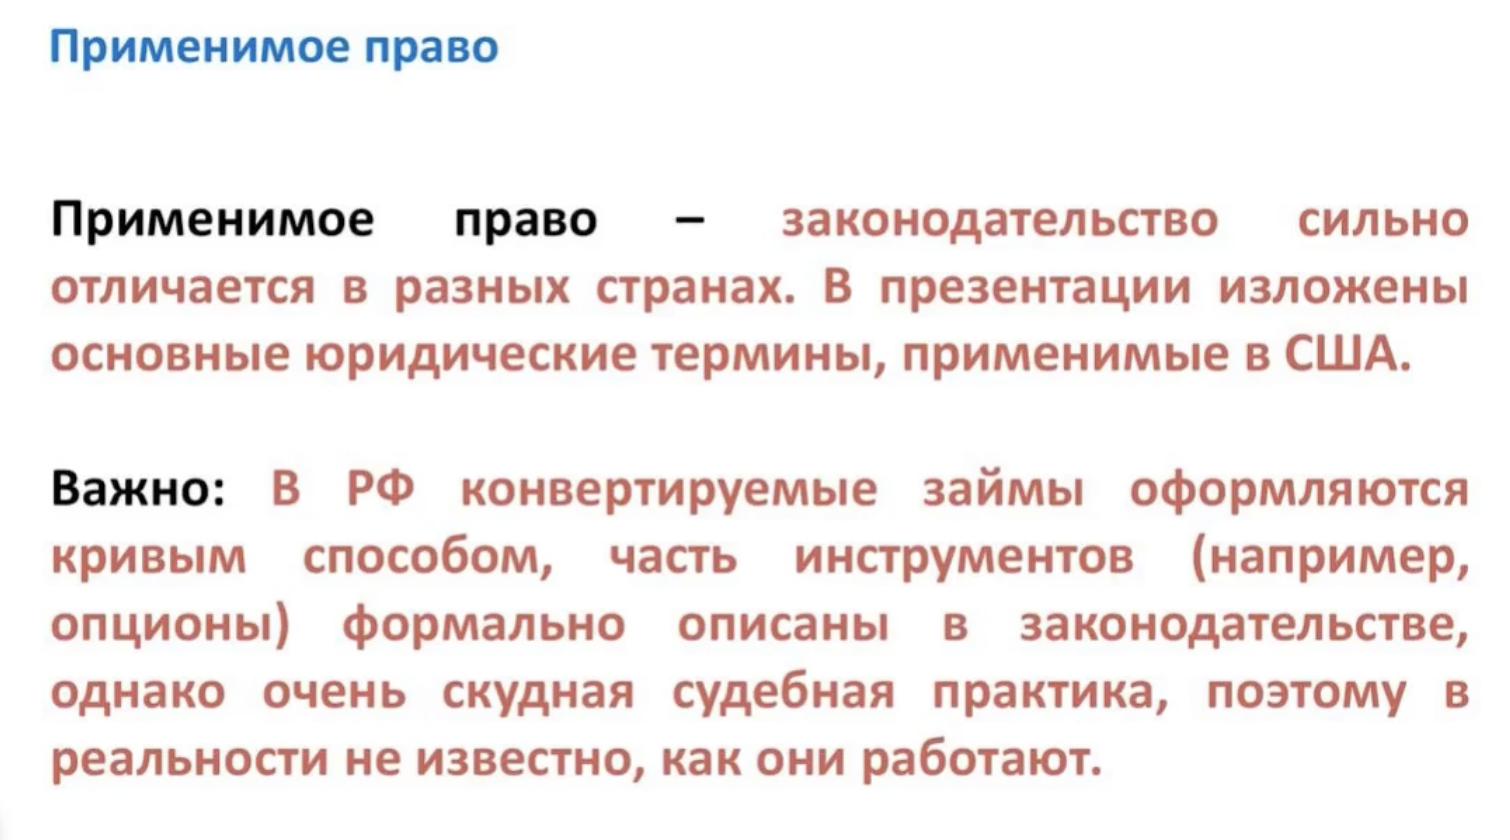 Применимое право
Применимое право – законодательство сильно
отличается в разных странах. В презентации изложены
основные юридические термины, применимые в США.
Важно: В РФ конвертируемые займы оформляются
кривым способом, часть инструментов (например,
опционы) формально описаны в законодательстве,
однако очень скудная судебная практика, поэтому в
реальности не известно, как они работают.